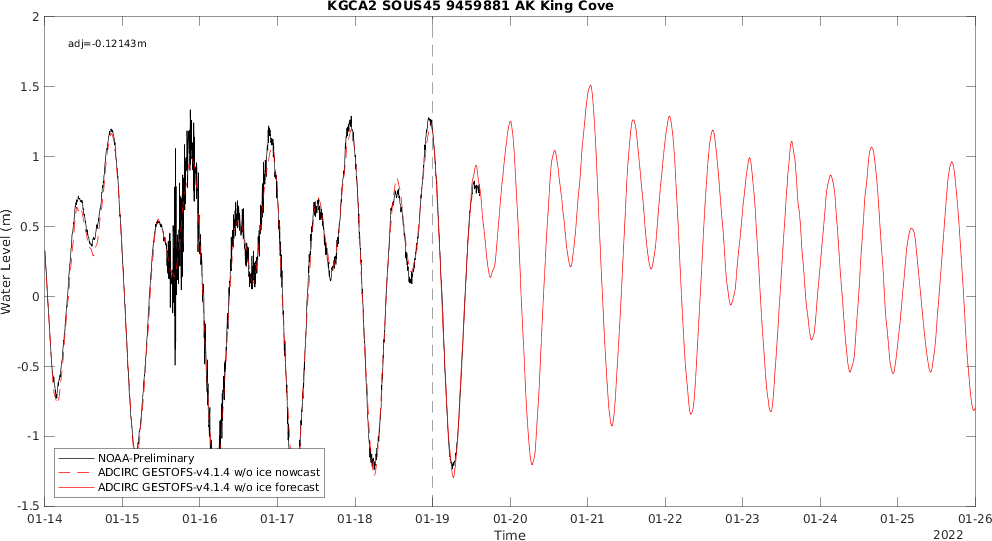 KGCA2 SOUS45 9459881 AK King Cove
adj=-0.12143m
2
1.5
1
0.5
0
-0.5
-1
-1.5
Water Level (m)
NOAA-Preliminary
ADCIRC GESTOFS-v4.1.4 w/o ice nowcast
ADCIRC GESTOFS-v4.1.4 w/o ice forecast
01-14 01-15 01-16 01-17 01-18 01-19 01-20 01-21 01-22 01-23 01-24 01-25 01-26
Time
2022